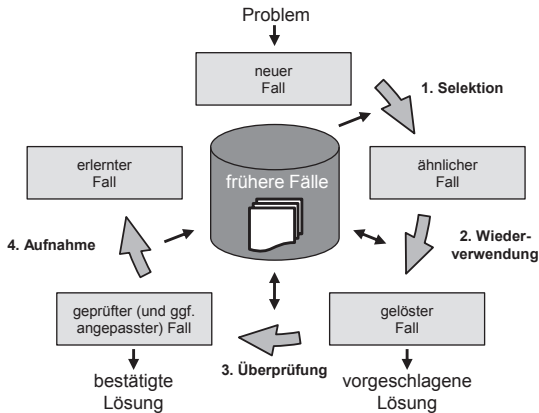 Problem
neuer
Fall
1. Selektion
erlernter
Fall
frühere Fälle
ähnlicher
Fall
4. Aufnahme
2. Wieder-
verwendung
geprüfter (und ggf.
angepasster) Fall
gelöster
Fall
3. Überprüfung
bestätigte
Lösung
vorgeschlagene
Lösung